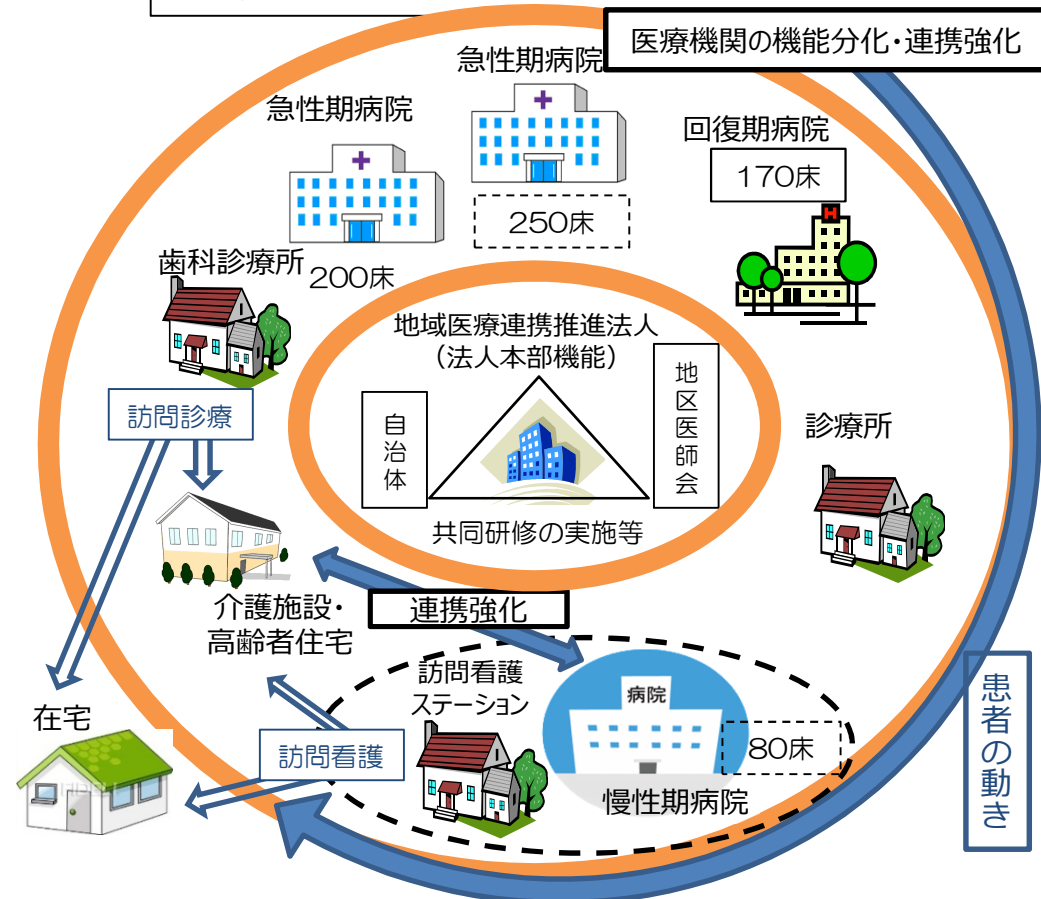 医療機関の機能分化・連携強化
急性期病院
急性期病院
回復期病院
170床
250床
歯科診療所
200床
地域医療連携推進法人
（法人本部機能）
自治体
地区医師会
共同研修の実施等
訪問診療
診療所
介護施設・
高齢者住宅
連携強化
訪問看護
ステーション
病院
80床
慢性期病院
在宅
訪問看護
患者の動き